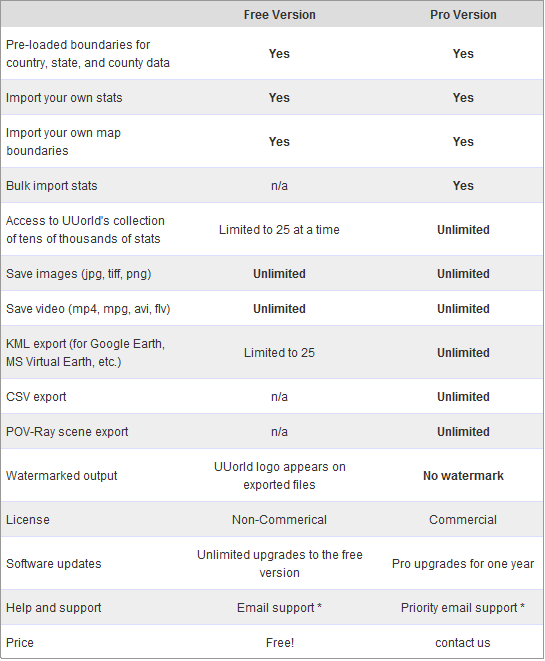 Free Version Pro Version
Pre-loaded boundaries for
country, state, and county data Yes Yes
Import your own stats Yes Yes
Import your own map
boundaries Yes Yes
Bulk import stats n/a Yes
Access to UUorld's collection
of tens of thousands of stats Limited to 25 at a time Unlimited
Save images (jpg, tiff, png) Unlimited Unlimited
Save video (mp4, mpg, avi, flv) Unlimited Unlimited
KML export (for Google Earth,
MS Virtual Earth, etc.) Limited to 25 Unlimited
CSV export n/a Unlimited
POV-Ray scene export n/a Unlimited
Watermarked output UUorld logo appears on
exported files No watermark
License Non-Commerical Commercial
Software updates Unlimited upgrades to the free
version Pro upgrades for one year
Help and support Email support * Priority email support *
Price Free! contact us